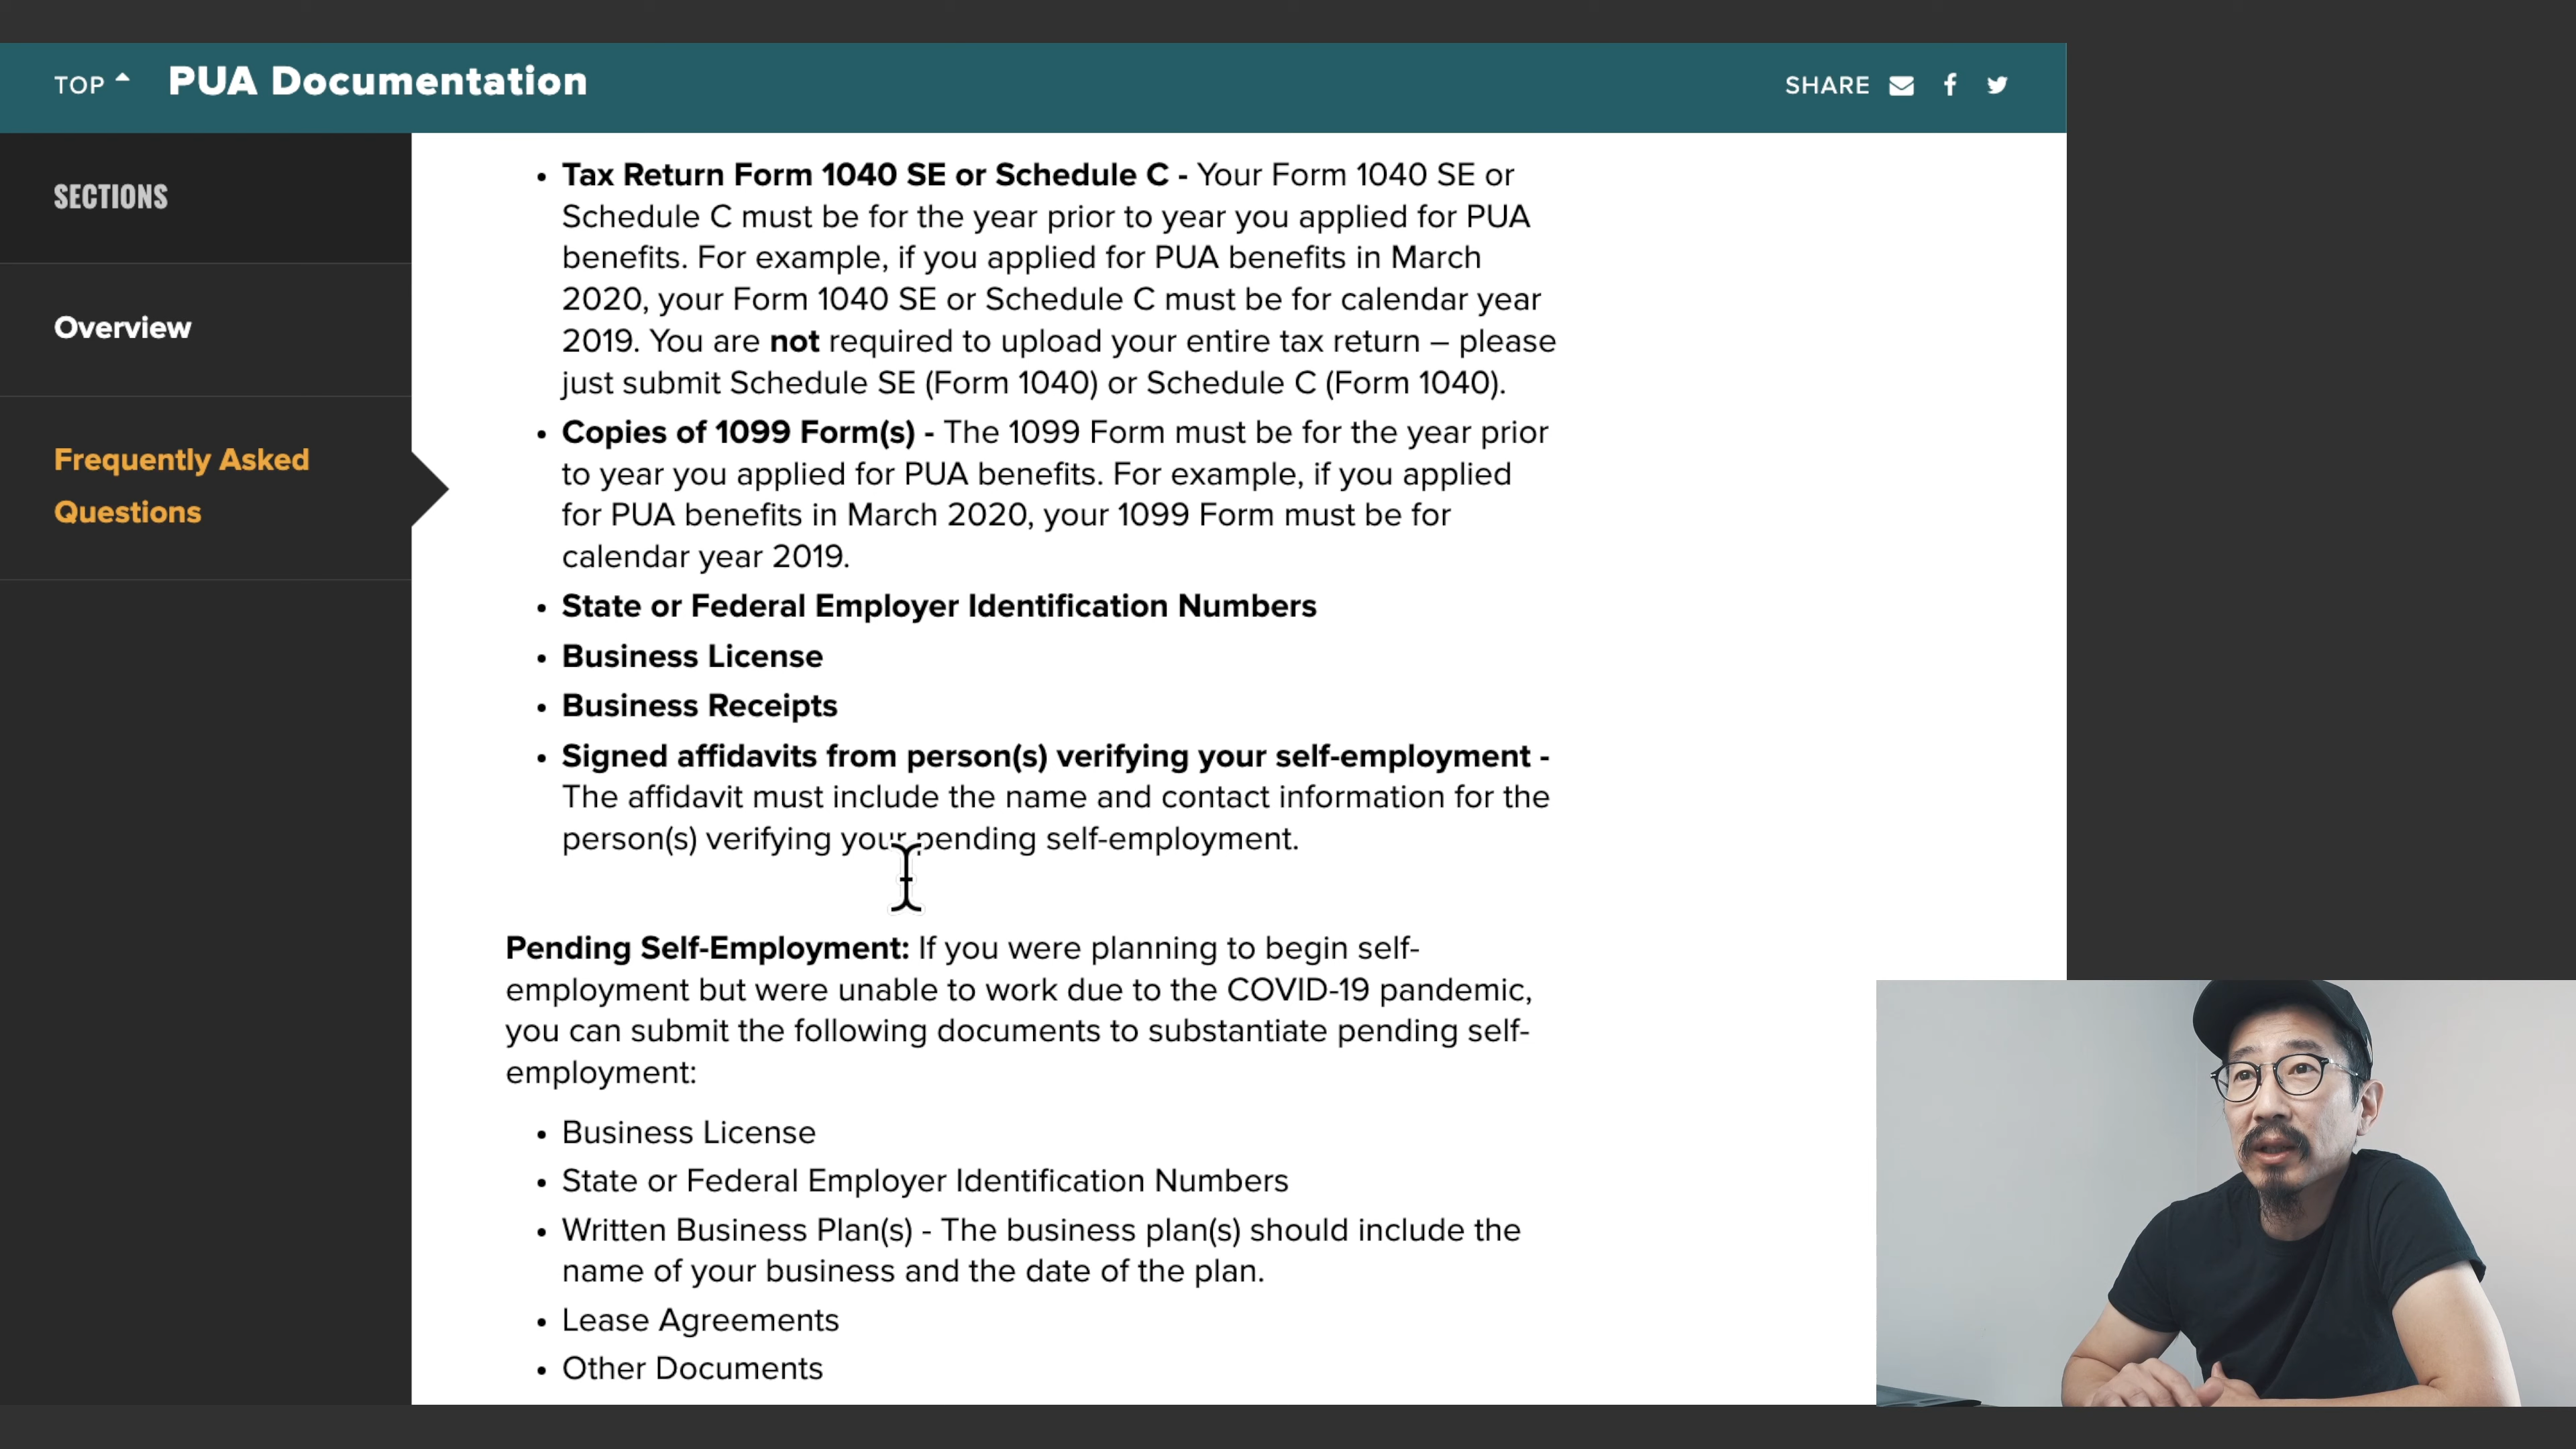 TOP PUA Documentation SHARE
SECTIONS
Overview
Frequently Asked
Questions
• Tax Return Form 1040 SE or Schedule C - Your Form 1040 SE or
Schedule C must be for the year prior to year you applied for PUA
benefits. For example, if you applied for PUA benefits in March
2020, your Form 1040 SE or Schedule C must be for calendar year
2019. You are not required to upload your entire tax return – please
just submit Schedule SE (Form 1040) or Schedule C (Form 1040).
• Copies of 1099 Form(s) - The 1099 Form must be for the year prior
to year you applied for PUA benefits. For example, if you applied
for PUA benefits in March 2020, your 1099 Form must be for
calendar year 2019.
• State or Federal Employer Identification Numbers
• Business License
• Business Receipts
• Signed affidavits from person(s) verifying your self-employment -
The affidavit must include the name and contact information for the
person(s) verifying your pending self-employment.
Pending Self-Employment: If you were planning to begin self-
employment but were unable to work due to the COVID-19 pandemic,
you can submit the following documents to substantiate pending self-
employment:
• Business License
• State or Federal Employer Identification Numbers
• Written Business Plan(s) - The business plan(s) should include the
name of your business and the date of the plan.
• Lease Agreements
• Other Documents